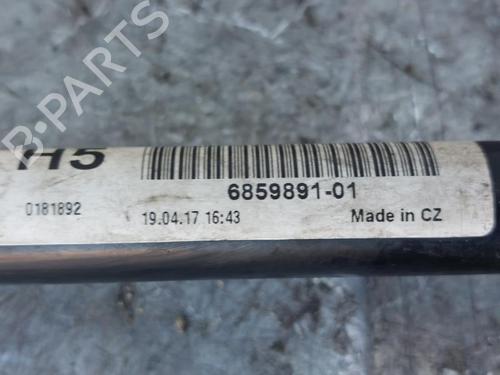 B-PARTS
H5
6859891-01
0181892
19.04.17 16:43
Made in CZ